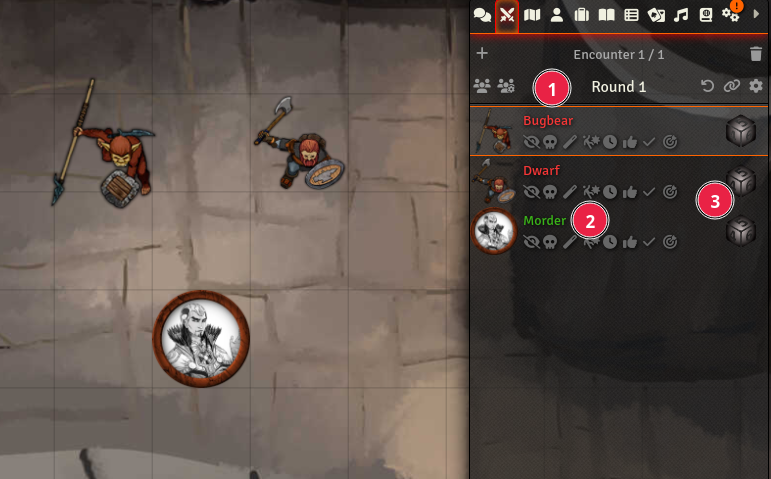 !
Encounter 1 / 1
1
Round 1
Bugbear
Dwarf
3
Morder
2